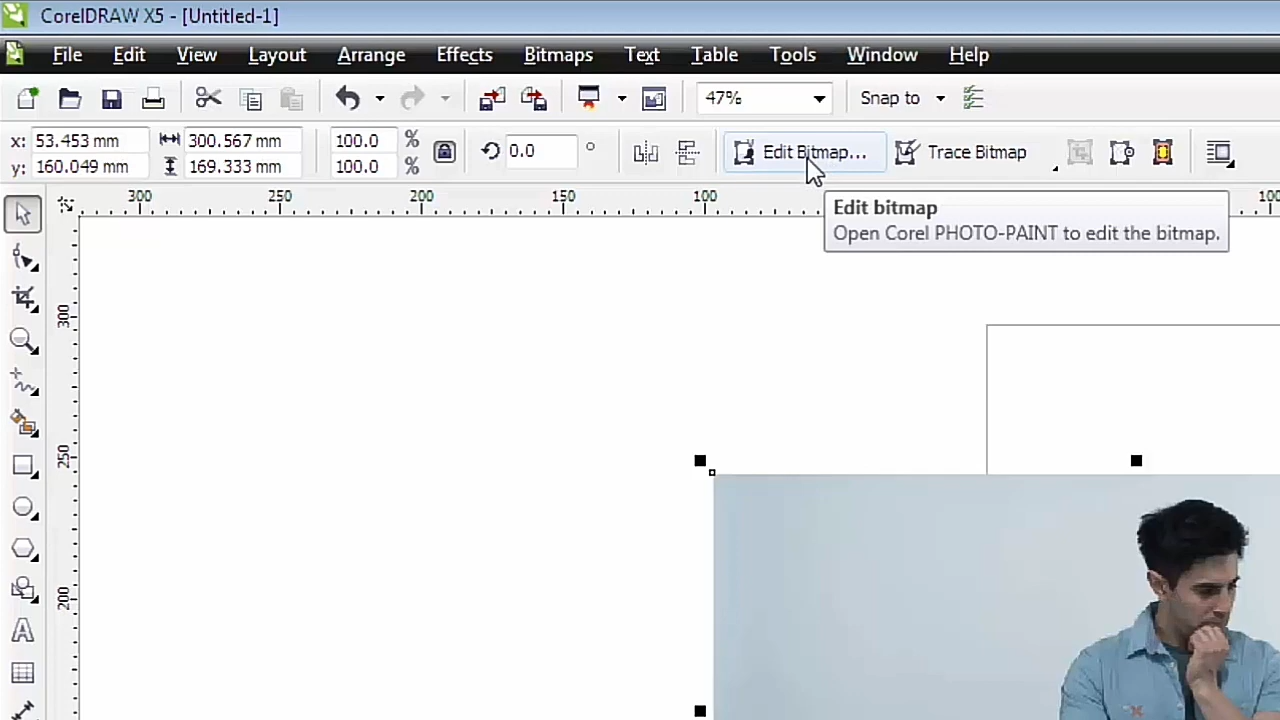 CorelDRAW X5 - [Untitled-1]
File Edit View Layout Arrange Effects Bitmaps Text Table Tools Window Help
47% Snap to
x: 53.453 mm 300.567 mm 100.0 %
y: 160.049 mm 169.333 mm 100.0 %
0.0 ° Edit Bitmap... Trace Bitmap
300 250 200 150 100
Edit bitmap
Open Corel PHOTO-PAINT to edit the bitmap.
300
250
200